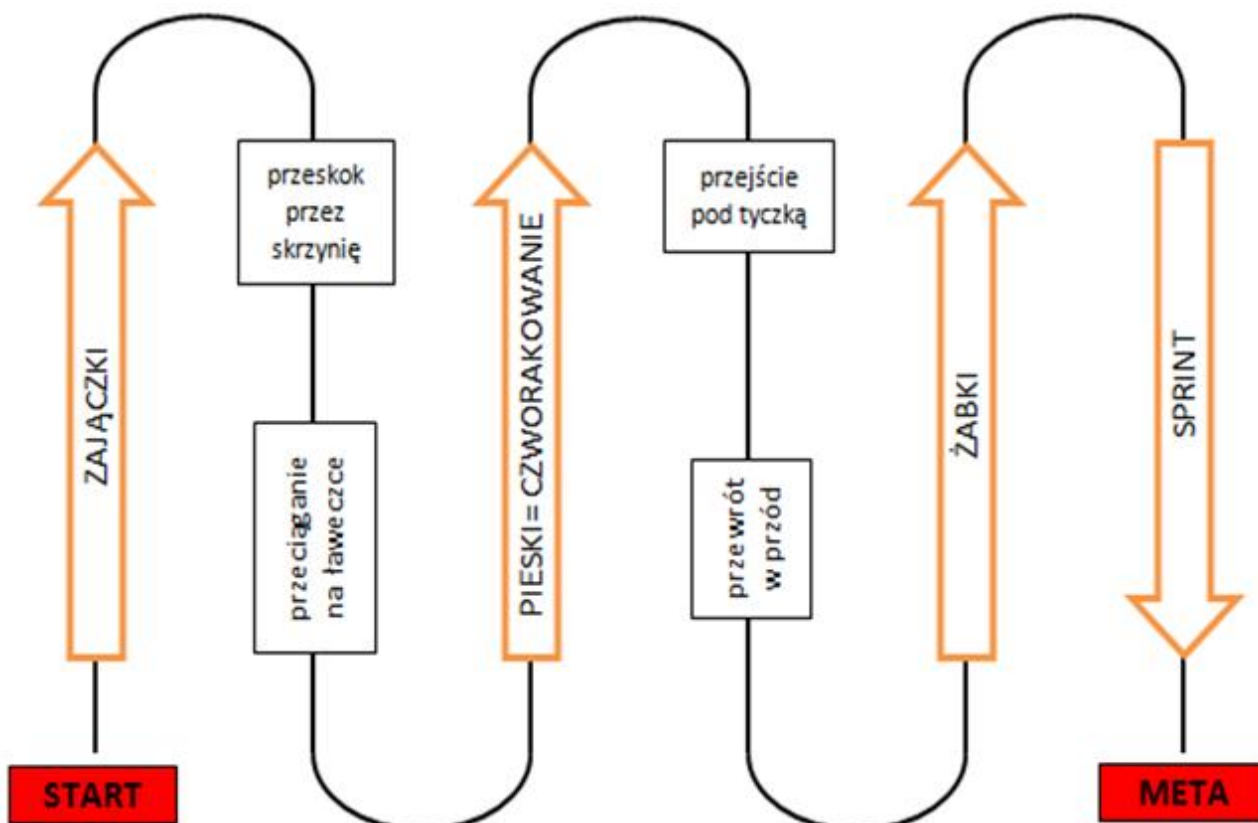 START
ZAJĄCZKI
przeskok
przez
skrzynię
przeciąganie
na ławeczce
PIESKI= CZWORAKOWANIE
przejście
pod tyczką
przewrót
w przód
ŻABKI
SPRINT
META